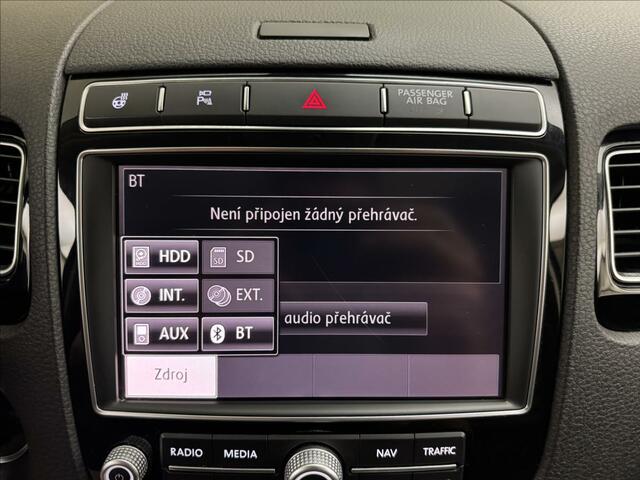 P
PASSENGER
AIR BAG
BT
Není připojen žádný přehrávač.
HDD
SD
SD
INT.
EXT.
AUX
BT
audio přehrávač
Zdroj
RADIO
MEDIA
NAV
TRAFFIC